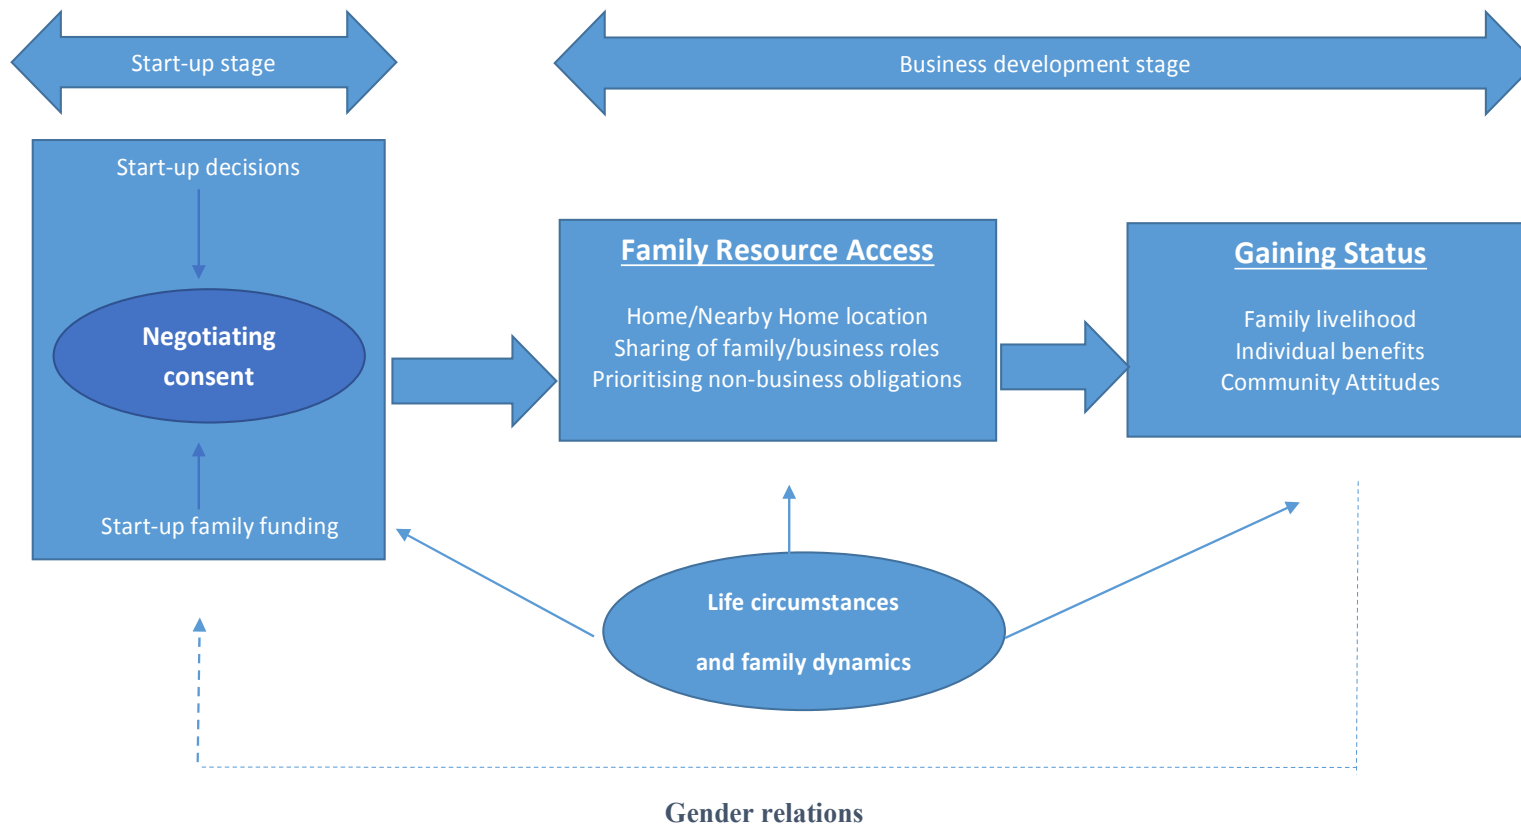 Start-up stage
Business development stage
Start-up decisions
Negotiating
consent
Start-up family funding
Family Resource Access
Home/Nearby Home location
Sharing of family/business roles
Prioritising non-business obligations
Gaining Status
Family livelihood
Individual benefits
Community Attitudes
Life circumstances
and family dynamics
Gender relations